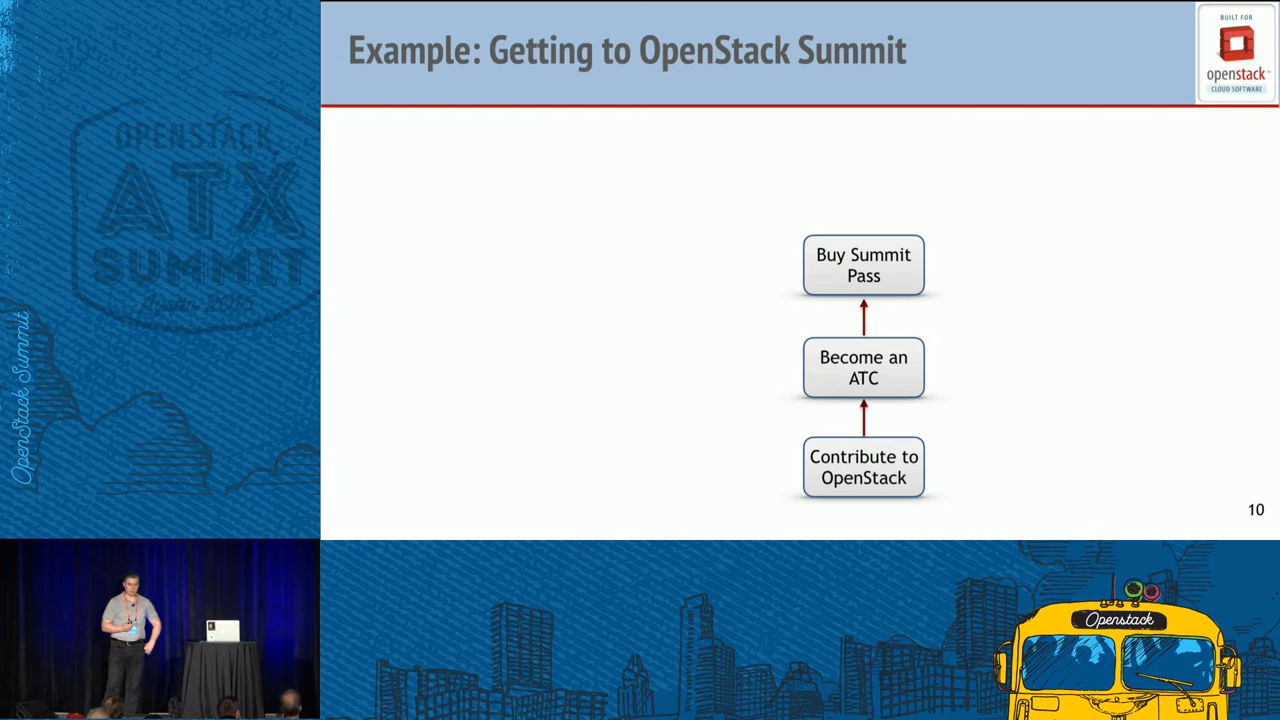 Example: Getting to OpenStack Summit
BUILT FOR
openstack
CLOUD SOFTWARE
OPENSTACK
ATX
SUMMIT
OpenStack Summit
Buy Summit
Pass
Become an
ATC
Contribute to
OpenStack
10
Openstack